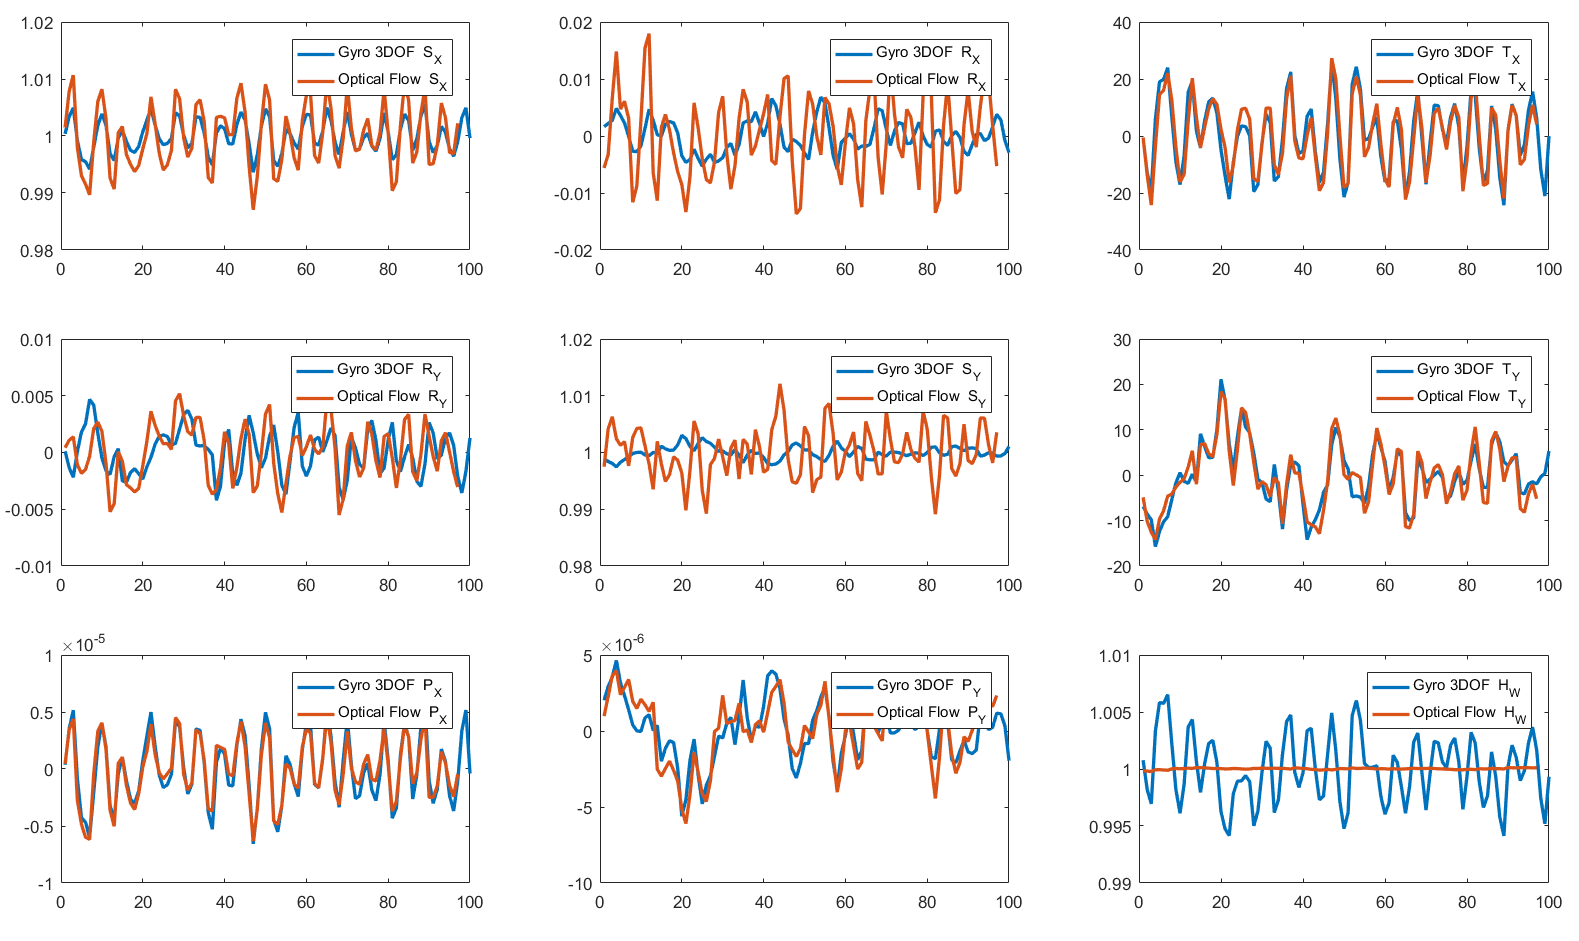 1.02
1.01
1
0.99
0.98
0 20 40 60 80 100
Gyro 3DOF S_X
Optical Flow S_X
0.02
0.01
0
-0.01
-0.02
0 20 40 60 80 100
Gyro 3DOF R_X
Optical Flow R_X
40
20
0
-20
-40
0 20 40 60 80 100
Gyro 3DOF T_X
Optical Flow T_X
0.01
0.005
0
-0.005
-0.01
0 20 40 60 80 100
Gyro 3DOF R_Y
Optical Flow R_Y
1.02
1.01
1
0.99
0.98
0 20 40 60 80 100
Gyro 3DOF S_Y
Optical Flow S_Y
30
20
10
0
-10
-20
0 20 40 60 80 100
Gyro 3DOF T_Y
Optical Flow T_Y
×10^-5
1
0.5
0
-0.5
-1
0 20 40 60 80 100
Gyro 3DOF P_X
Optical Flow P_X
×10^-6
5
0
-5
-10
0 20 40 60 80 100
Gyro 3DOF P_Y
Optical Flow P_Y
1.01
1.005
1
0.995
0.99
0 20 40 60 80 100
Gyro 3DOF H_W
Optical Flow H_W